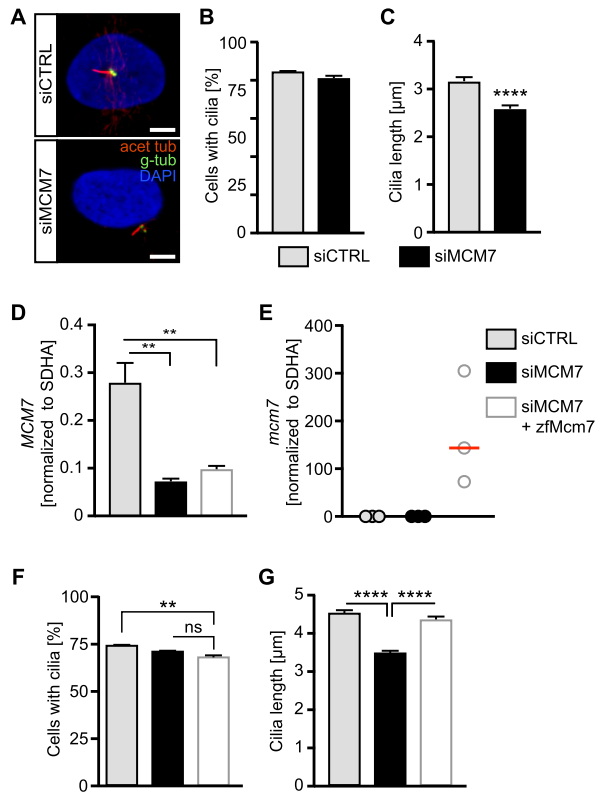 A
siCTRL
siMCM7
acet tub
g-tub
DAPI
B
Cells with cilia [%]
100
75
50
25
0
C
Cilia length [µm]
4
3
2
1
0
****
siCTRL
siMCM7
D
MCM7
[normalized to SDHA]
0.4
0.3
0.2
0.1
0
**
**
E
mcm7
[normalized to SDHA]
400
300
200
100
0
siCTRL
siMCM7
siMCM7
+ zfMcm7
F
Cells with cilia [%]
100
75
50
25
0
**
ns
G
Cilia length [µm]
5
4
3
2
1
0
**** ****